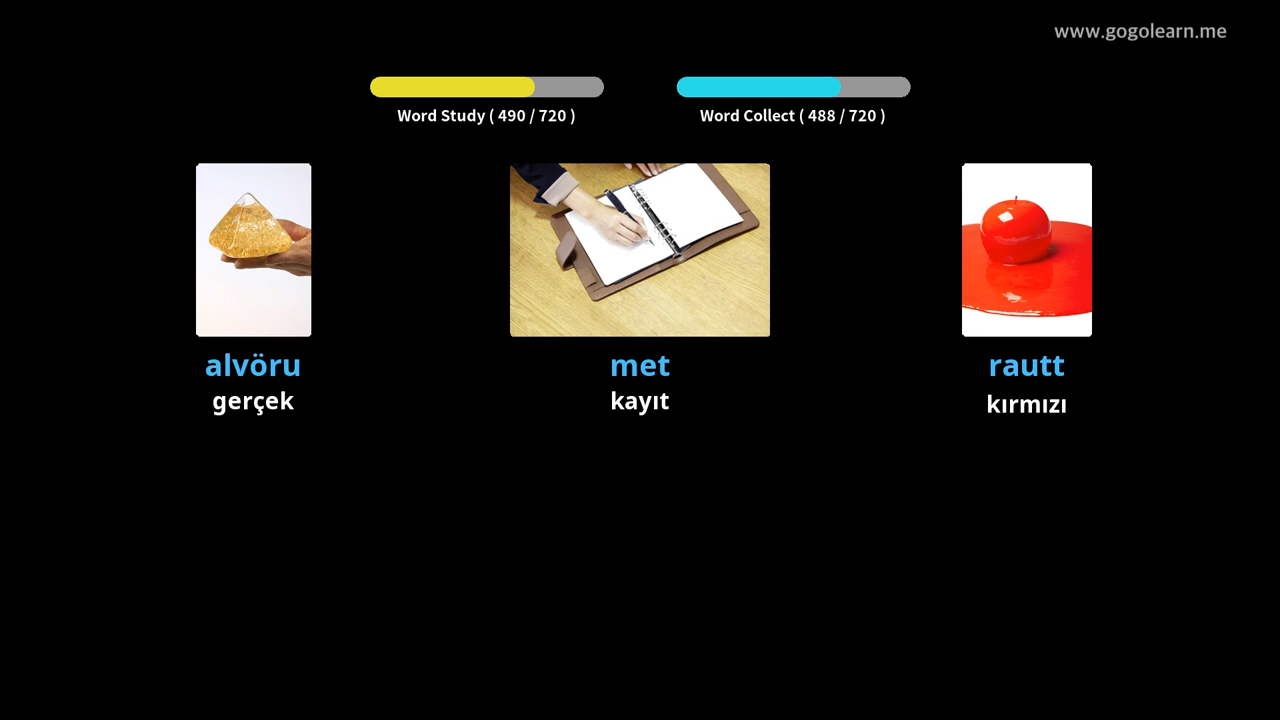 www.gogolearn.me
Word Study ( 490 / 720 )
Word Collect ( 488 / 720 )
alvöru
gerçek
met
kayıt
rautt
kırmızı